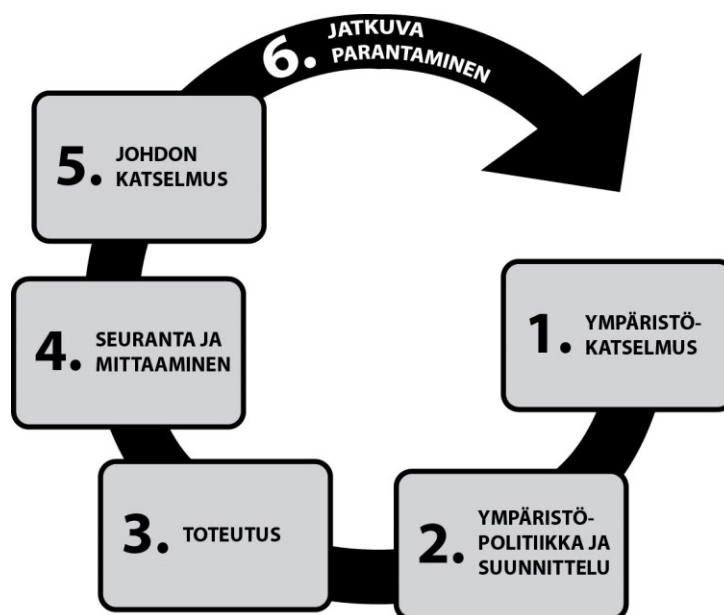 6. JATKUVA
PARANTAMINEN
5. JOHDON
KATSELMUS
4. SEURANTA JA
MITTAAMINEN
3. TOTEUTUS
2. YMPÄRISTÖ-
POLITIIKKA JA
SUUNNITTELU
1. YMPÄRISTÖ-
KATSELMUS